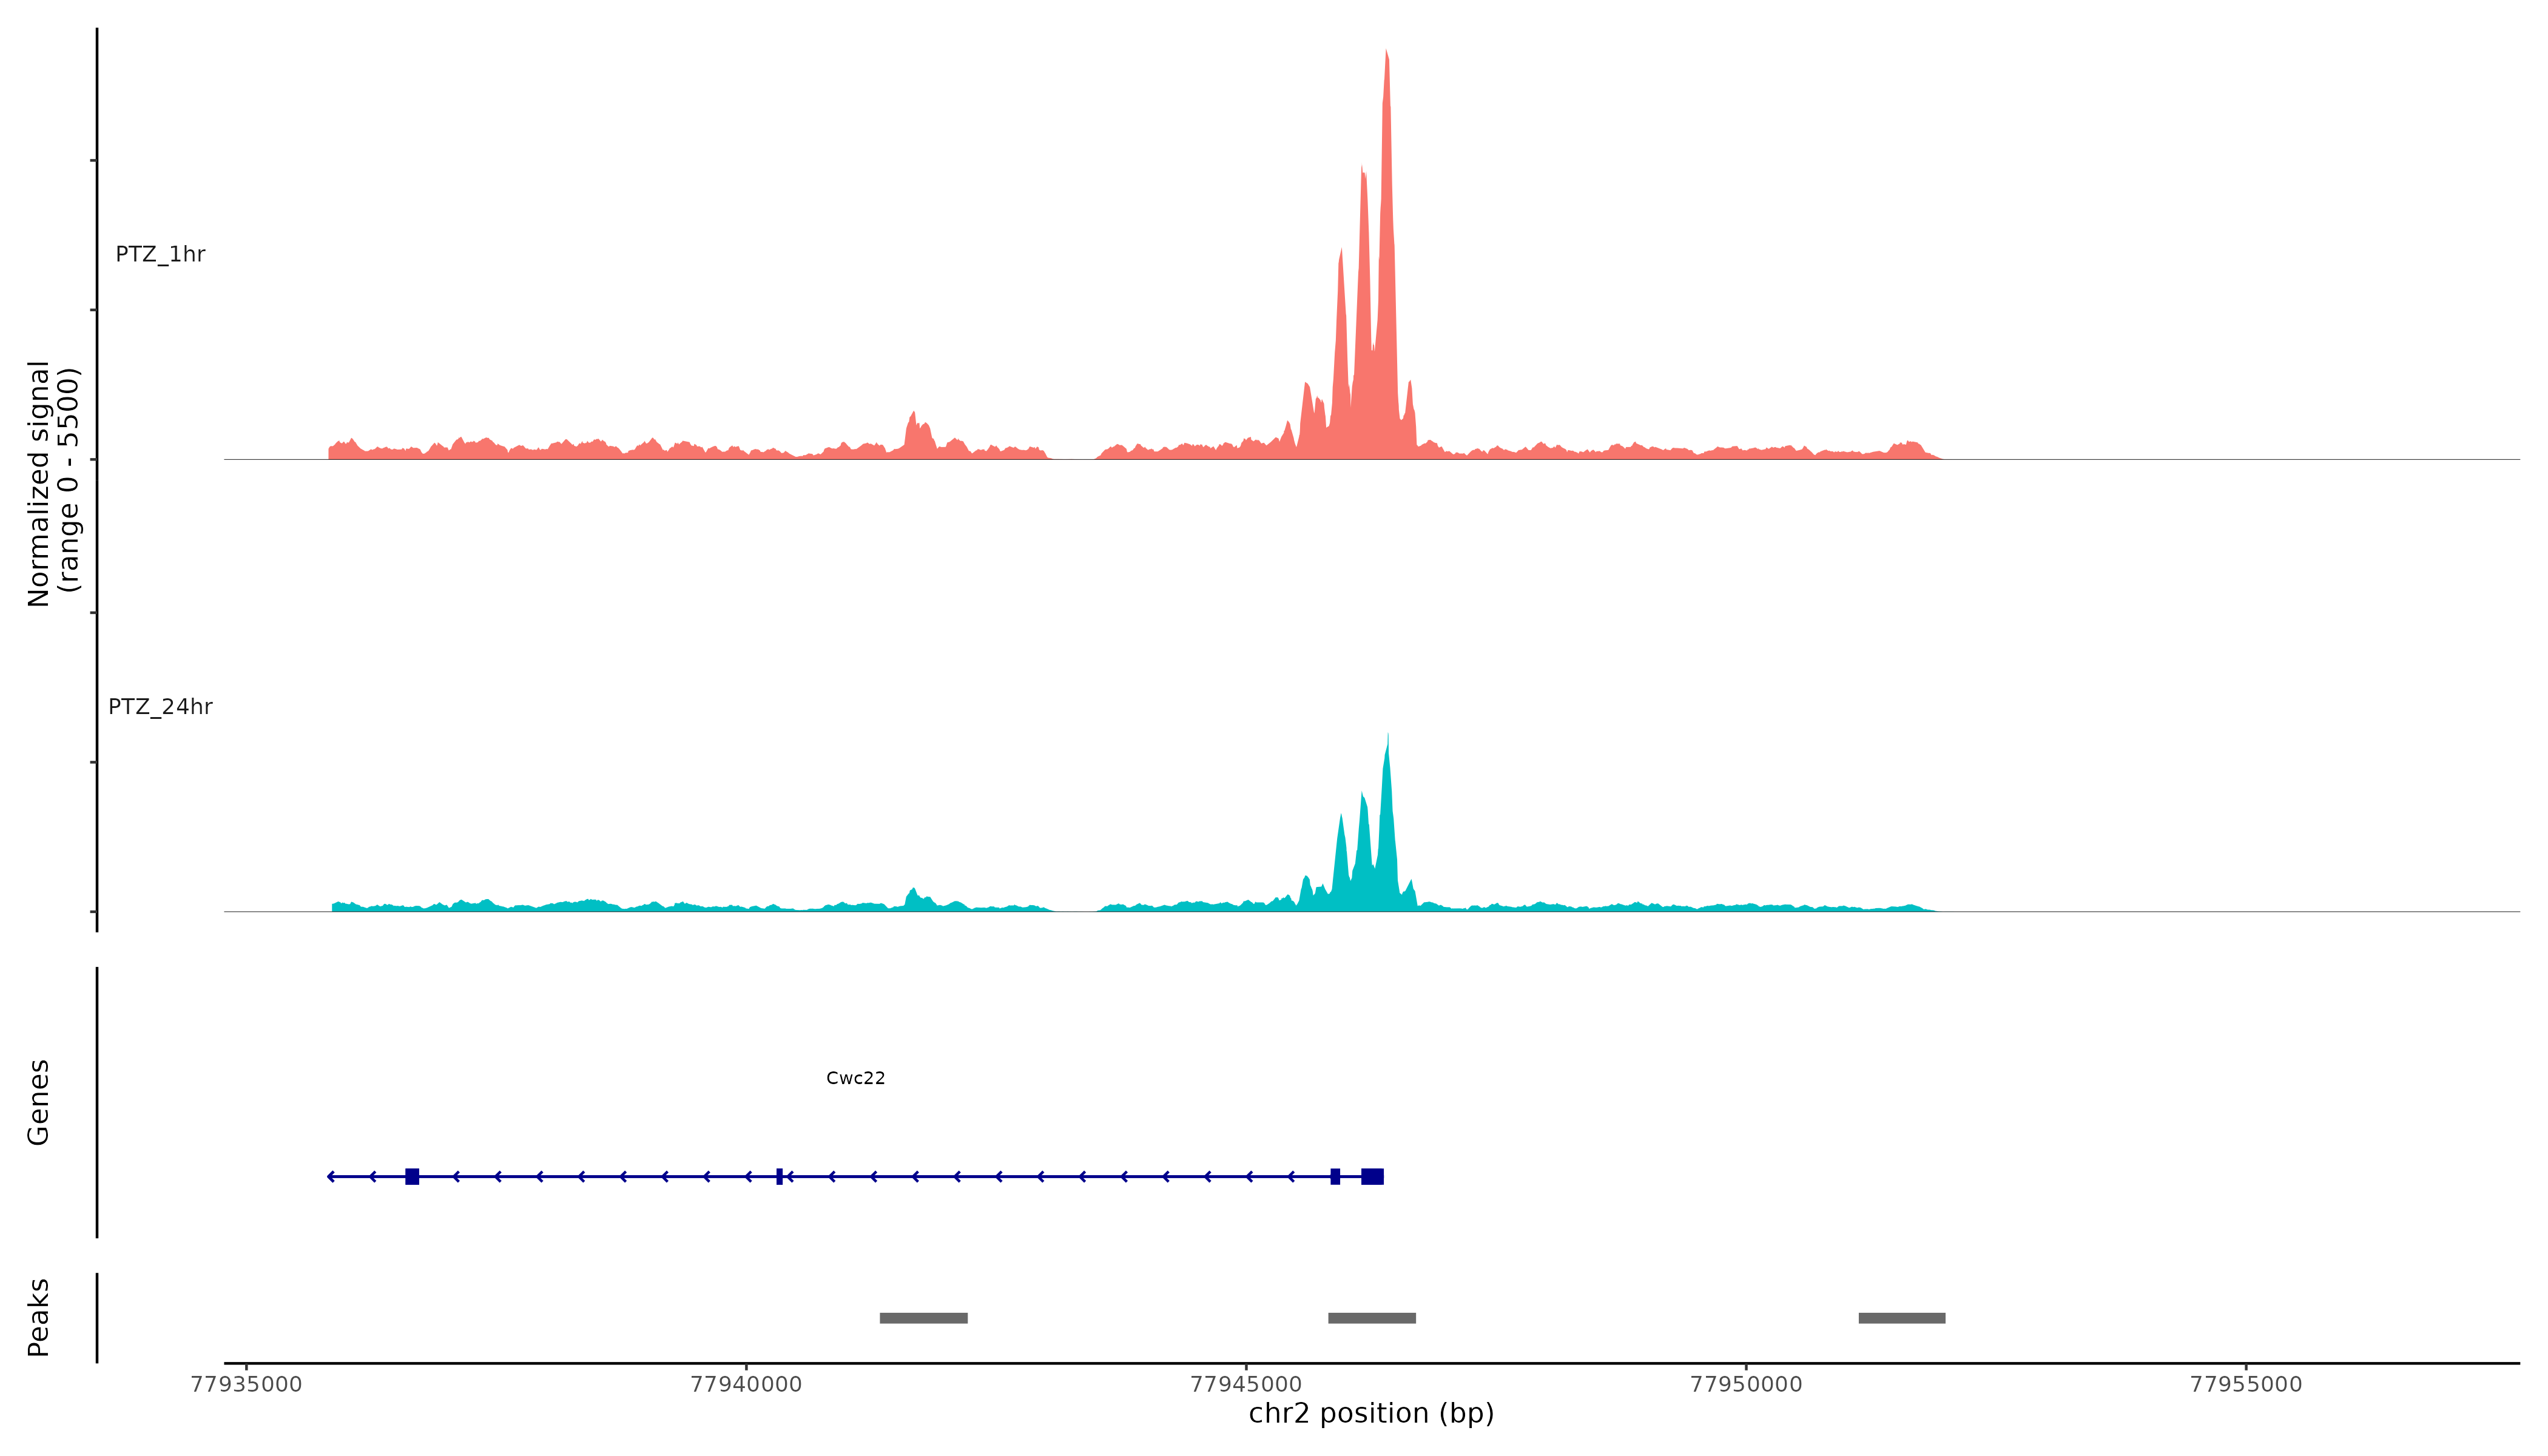 Normalized signal
(range 0 - 5500)
PTZ_1hr
PTZ_24hr
Genes
Cwc22
Peaks
77935000
77940000
77945000
77950000
77955000
chr2 position (bp)